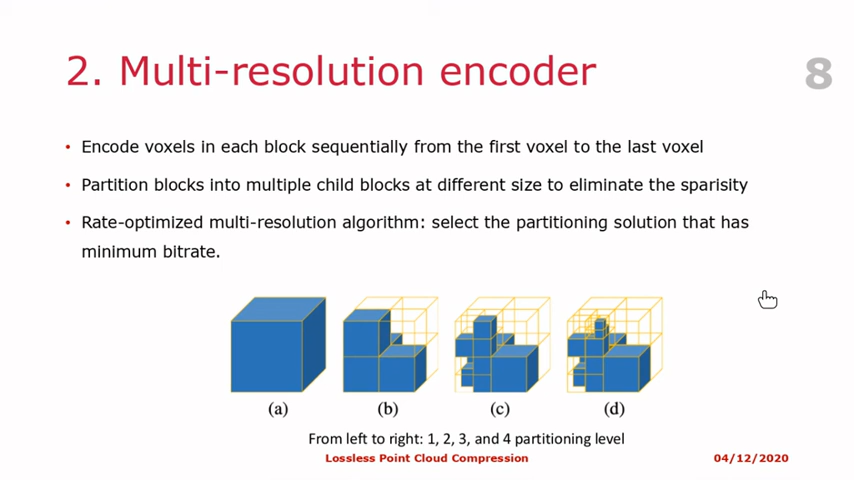 2. Multi-resolution encoder
8
• Encode voxels in each block sequentially from the first voxel to the last voxel
• Partition blocks into multiple child blocks at different size to eliminate the sparisity
• Rate-optimized multi-resolution algorithm: select the partitioning solution that has
minimum bitrate.
(a) (b) (c) (d)
From left to right: 1, 2, 3, and 4 partitioning level
Lossless Point Cloud Compression 04/12/2020